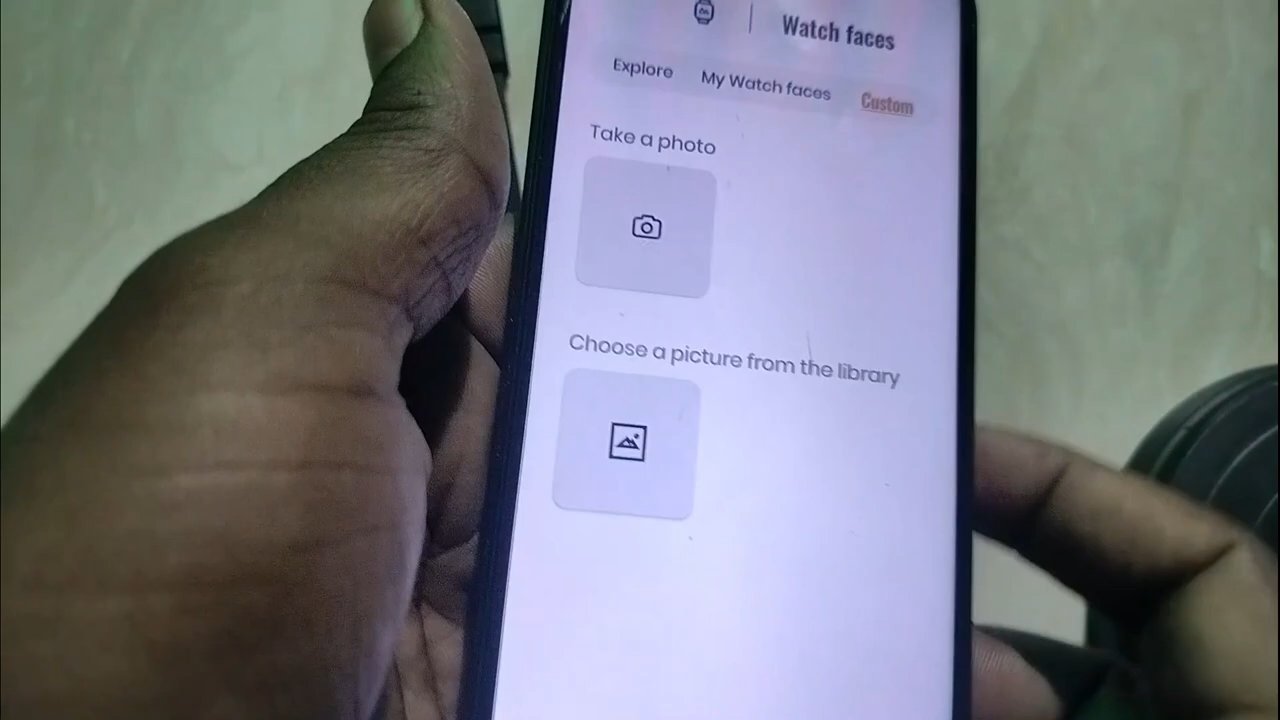 Watch faces
Explore My Watch faces Custom
Take a photo
Choose a picture from the library